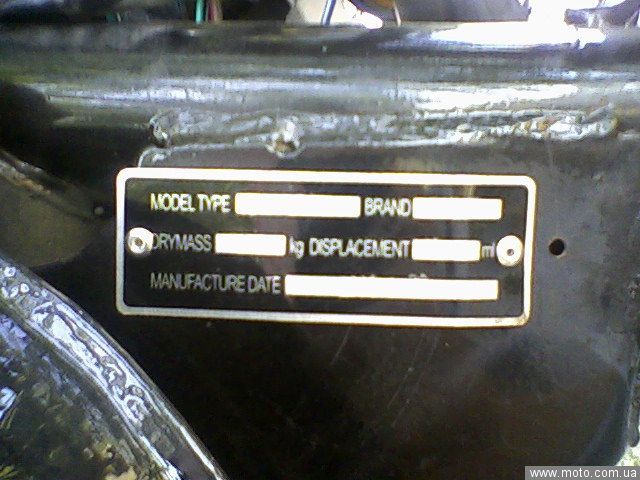 MODEL TYPE BRAND
DRYMASS kg DISPLACEMENT ml
MANUFACTURE DATE
www.moto.com.ua